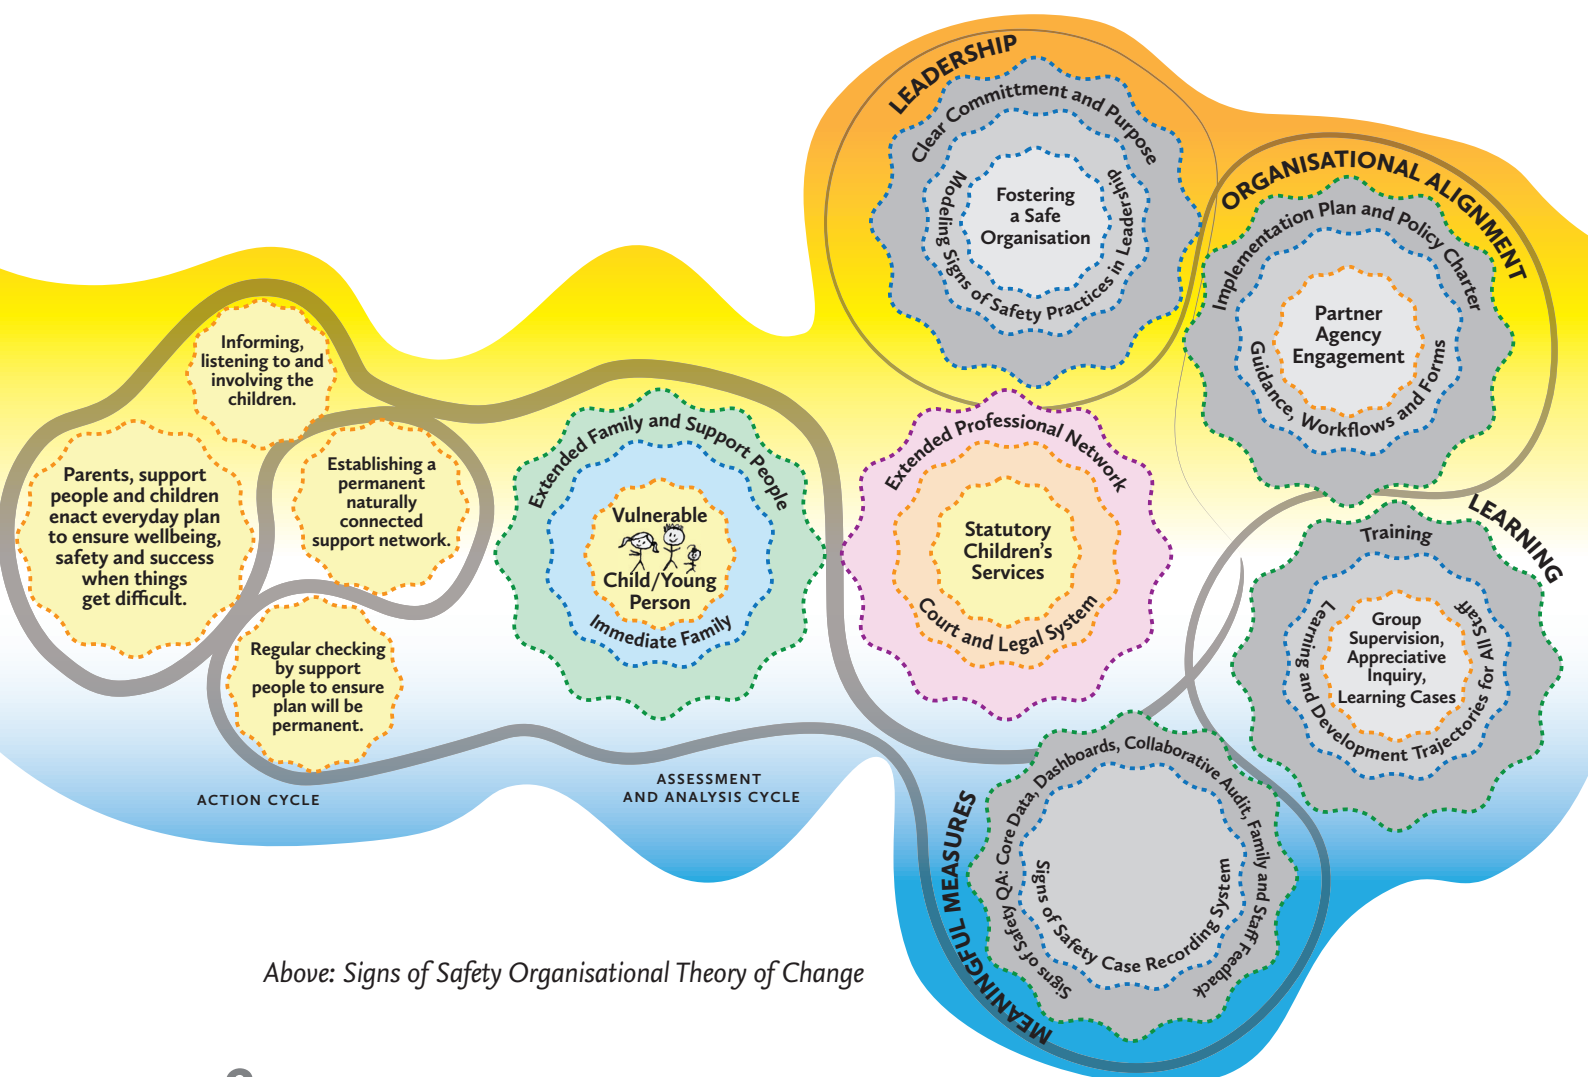 LEADERSHIP
Clear Committment and Purpose
Modeling Signs of Safety Practices in Leadership
Fostering
a Safe
Organisation
ORGANISATIONAL ALIGNMENT
Implementation Plan and Policy Charter
Guidance, Workflows and Forms
Partner
Agency
Engagement
Informing,
listening to and
involving the
children.
Parents, support
people and children
enact everyday plan
to ensure wellbeing,
safety and success
when things
get difficult.
Establishing a
permanent
naturally
connected
support network.
Regular checking
by support
people to ensure
plan will be
permanent.
ACTION CYCLE
Extended Family and Support People
Vulnerable
Child/Young
Person
Immediate Family
ASSESSMENT
AND ANALYSIS CYCLE
Extended Professional Network
Statutory
Children's
Services
Court and Legal System
LEARNING
Training
Learning and Development Trajectories for All Staff
Group
Supervision,
Appreciative
Inquiry,
Learning Cases
MEANINGFUL MEASURES
Signs of Safety QA: Core Data, Dashboards, Collaborative Audit, Family and Staff Feedback
Signs of Safety Case Recording System
Above: Signs of Safety Organisational Theory of Change